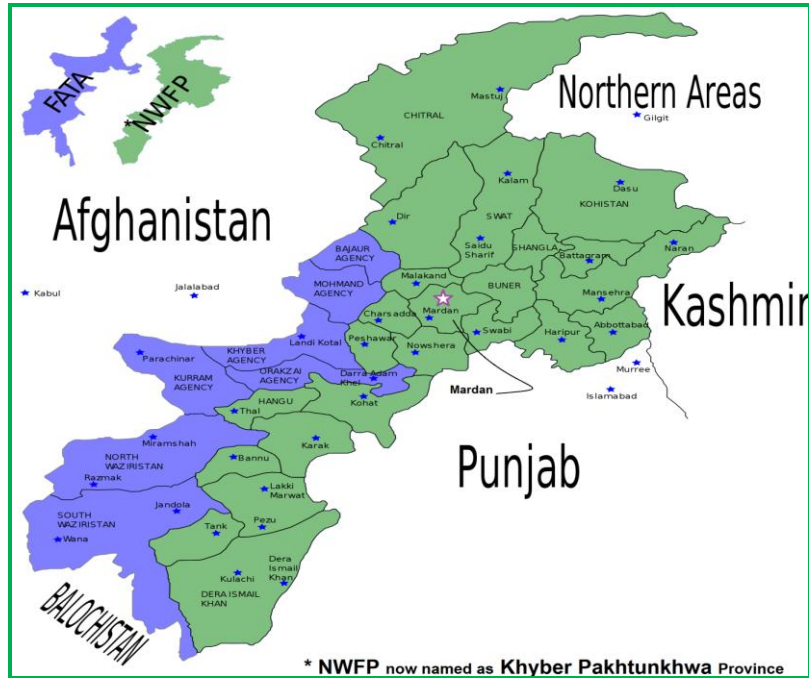 FATA
*NWFP
Northern Areas
Mastuj
CHITRAL
Gilgit
Chitral
Kalam
Dasu
KOHISTAN
Afghanistan
Dir
SWAT
Saidu
Sharif
SHANGLA
Naran
Battagram
BAJAUR
AGENCY
Malakand
BUNER
Mansehra
Kashmir
MOHMAND
AGENCY
Kabul
Jalalabad
Charsadda
Mardan
Swabi
Haripur
Abbottabad
Landi Kotal
Peshawar
Nowshera
Parachinar
KHYBER
AGENCY
Murree
KURRAM
AGENCY
ORAKZAI
AGENCY
Darra Adam
Khel
Mardan
Islamabad
HANGU
Thal
Kohat
Miramshah
Karak
Punjab
NORTH
WAZIRISTAN
Bannu
Razmak
Lakki
Marwat
Jandola
SOUTH
WAZIRISTAN
Pezu
Tank
Wana
Dera
Ismail
Khan
Kulachi
DERA ISMAIL
KHAN
BALOCHISTAN
* NWFP now named as Khyber Pakhtunkhwa Province